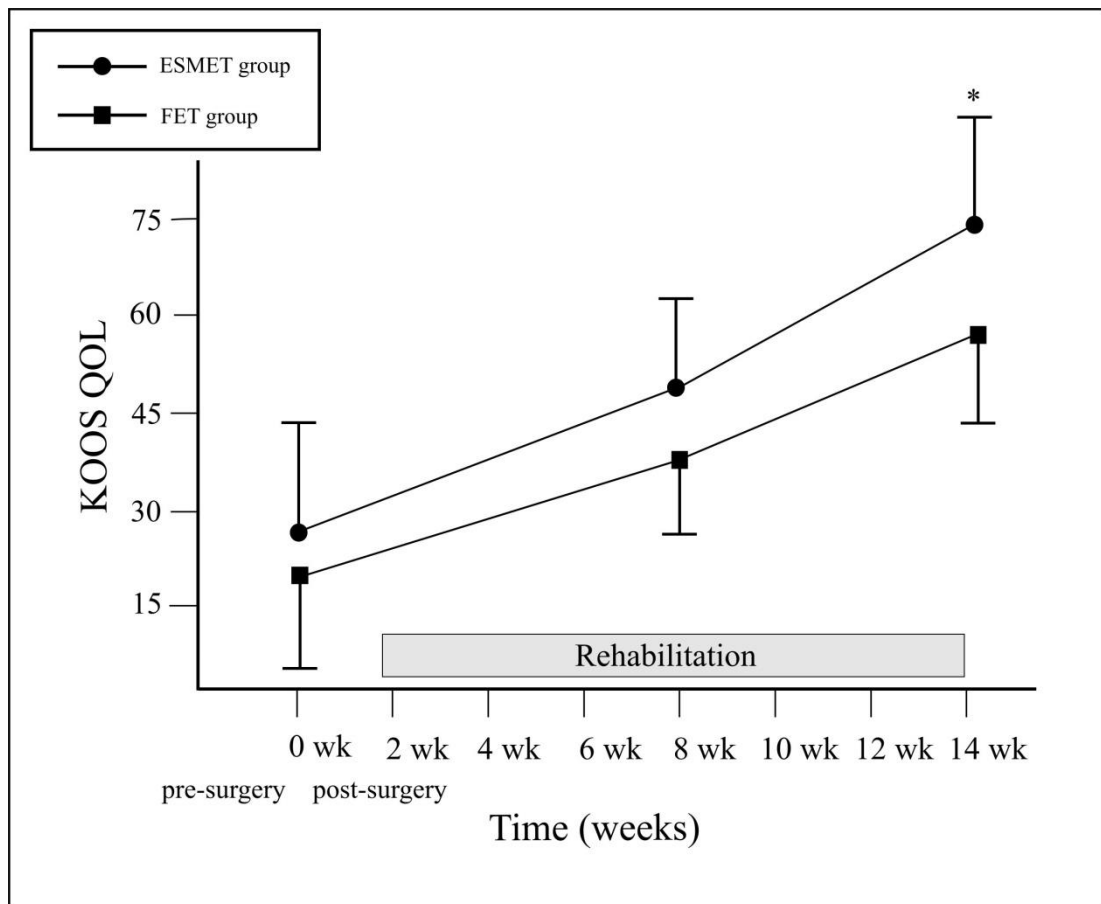 ESMET group
FET group
*
75
60
45
30
15
KOOS QOL
Rehabilitation
0 wk 2 wk 4 wk 6 wk 8 wk 10 wk 12 wk 14 wk
pre-surgery post-surgery
Time (weeks)